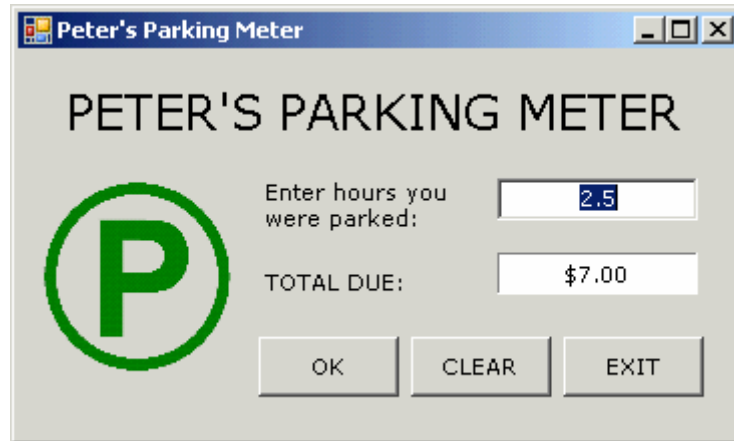 Peter's Parking Meter
PETER'S PARKING METER
Enter hours you
were parked:
2.5
P
TOTAL DUE:
$7.00
OK
CLEAR
EXIT